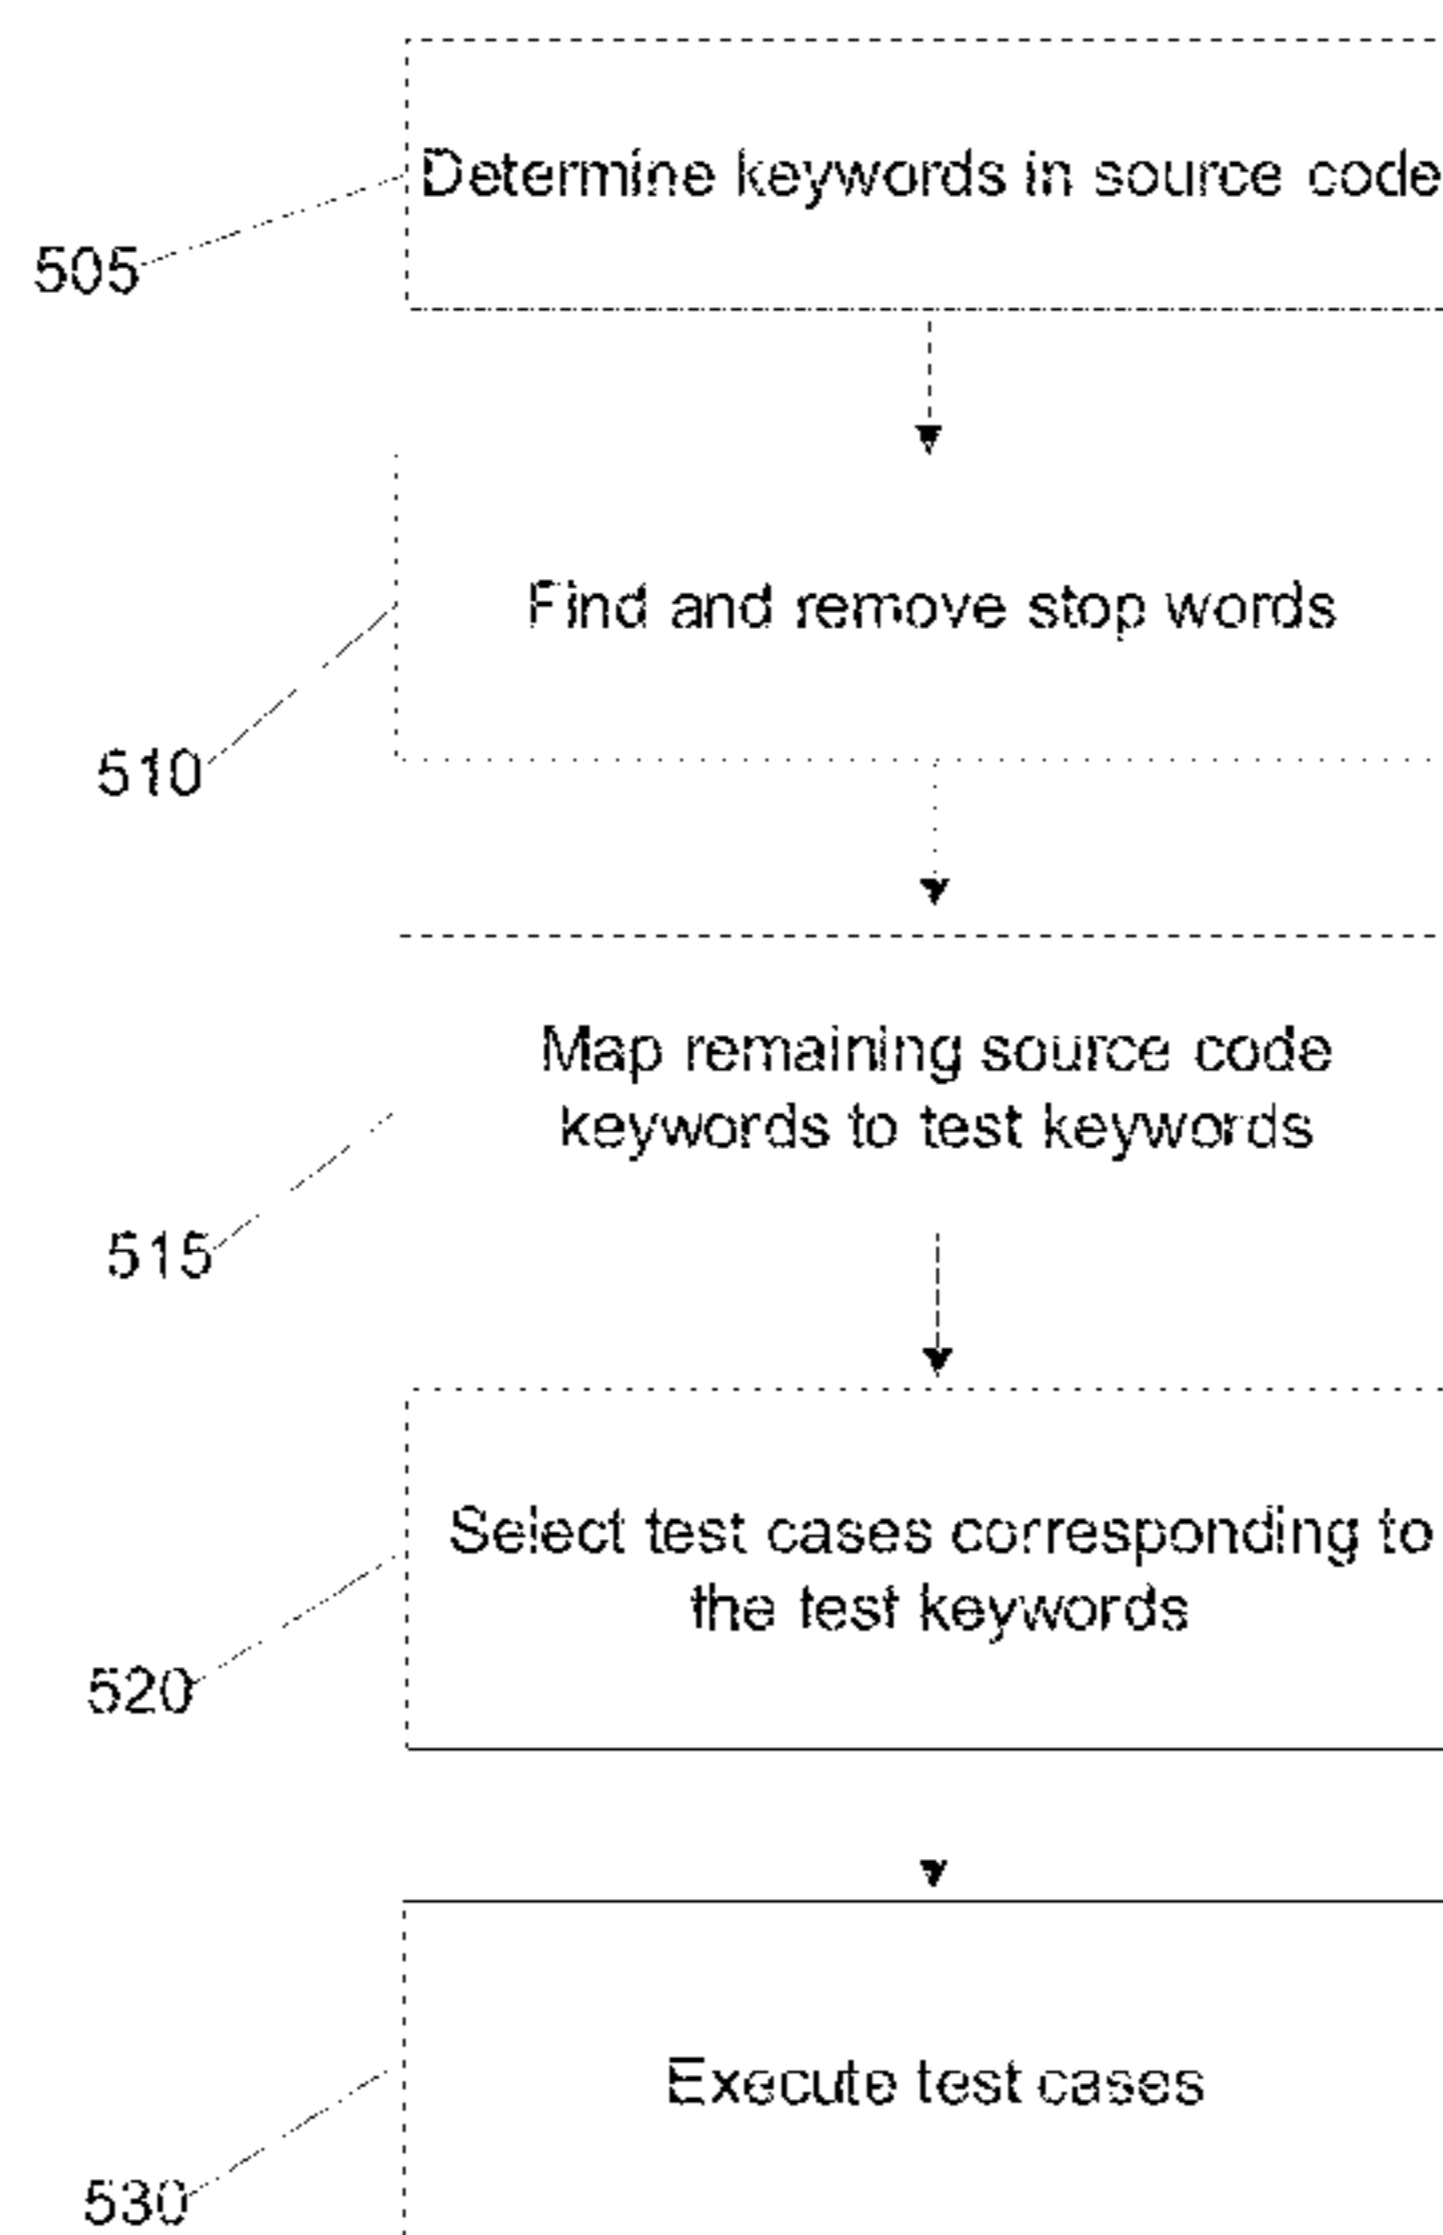 Determine keywords in source code
505
Find and remove stop words
510
Map remaining source code
keywords to test keywords
515
Select test cases corresponding to
the test keywords
520
Execute test cases
530